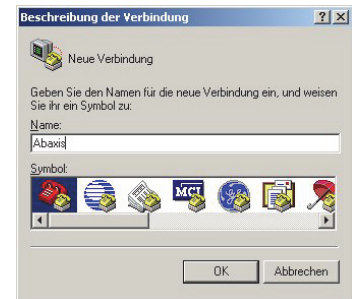 Beschreibung der Verbindung
Neue Verbindung
Geben Sie den Namen für die neue Verbindung ein, und weisen
Sie ihr ein Symbol zu:
Name:
Abaxis
Symbol:
MCI
OK Abbrechen